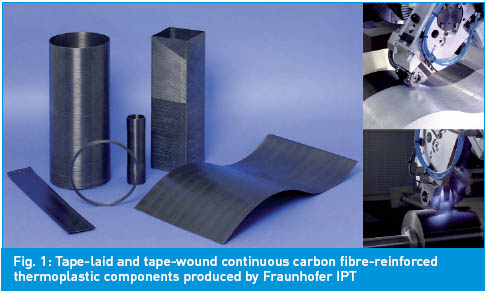 Fig. 1: Tape-laid and tape-wound continuous carbon fibre-reinforced
thermoplastic components produced by Fraunhofer IPT